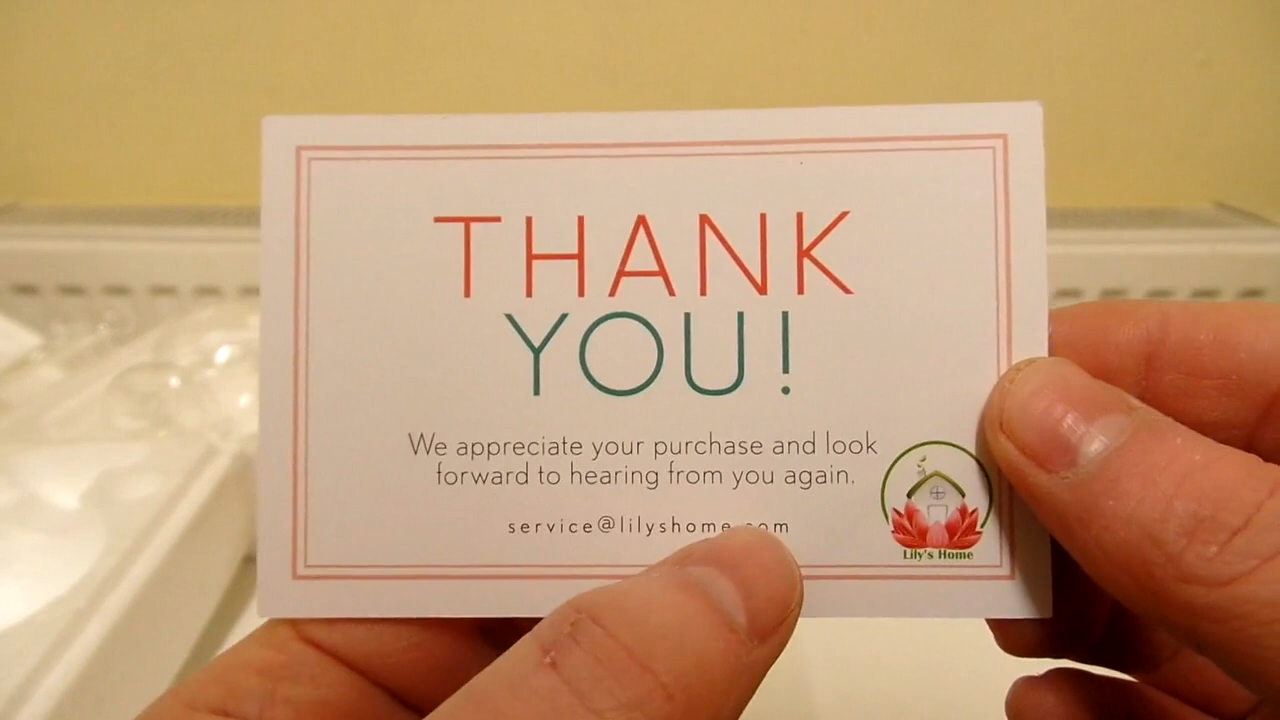 THANK
YOU!
We appreciate your purchase and look
forward to hearing from you again.
service@lilyshome.com
Lily's Home